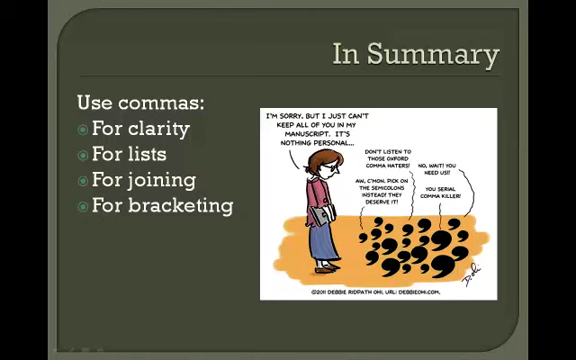 In Summary
Use commas:
For clarity
For lists
For joining
For bracketing
I'M SORRY, BUT I JUST CAN'T
KEEP ALL OF YOU IN MY
MANUSCRIPT. IT'S
NOTHING PERSONAL...
DON'T LISTEN TO
THOSE OXFORD
COMMA HATERS!
NO, WAIT! YOU
NEED US!!
AW, C'MON. PICK ON
THE SEMICOLONS
INSTEAD! THEY
DESERVE IT!
YOU SERIAL
COMMA KILLER!
©2011 DEBBIE RIDPATH OHI. URL: DEBBIEOHI.COM.